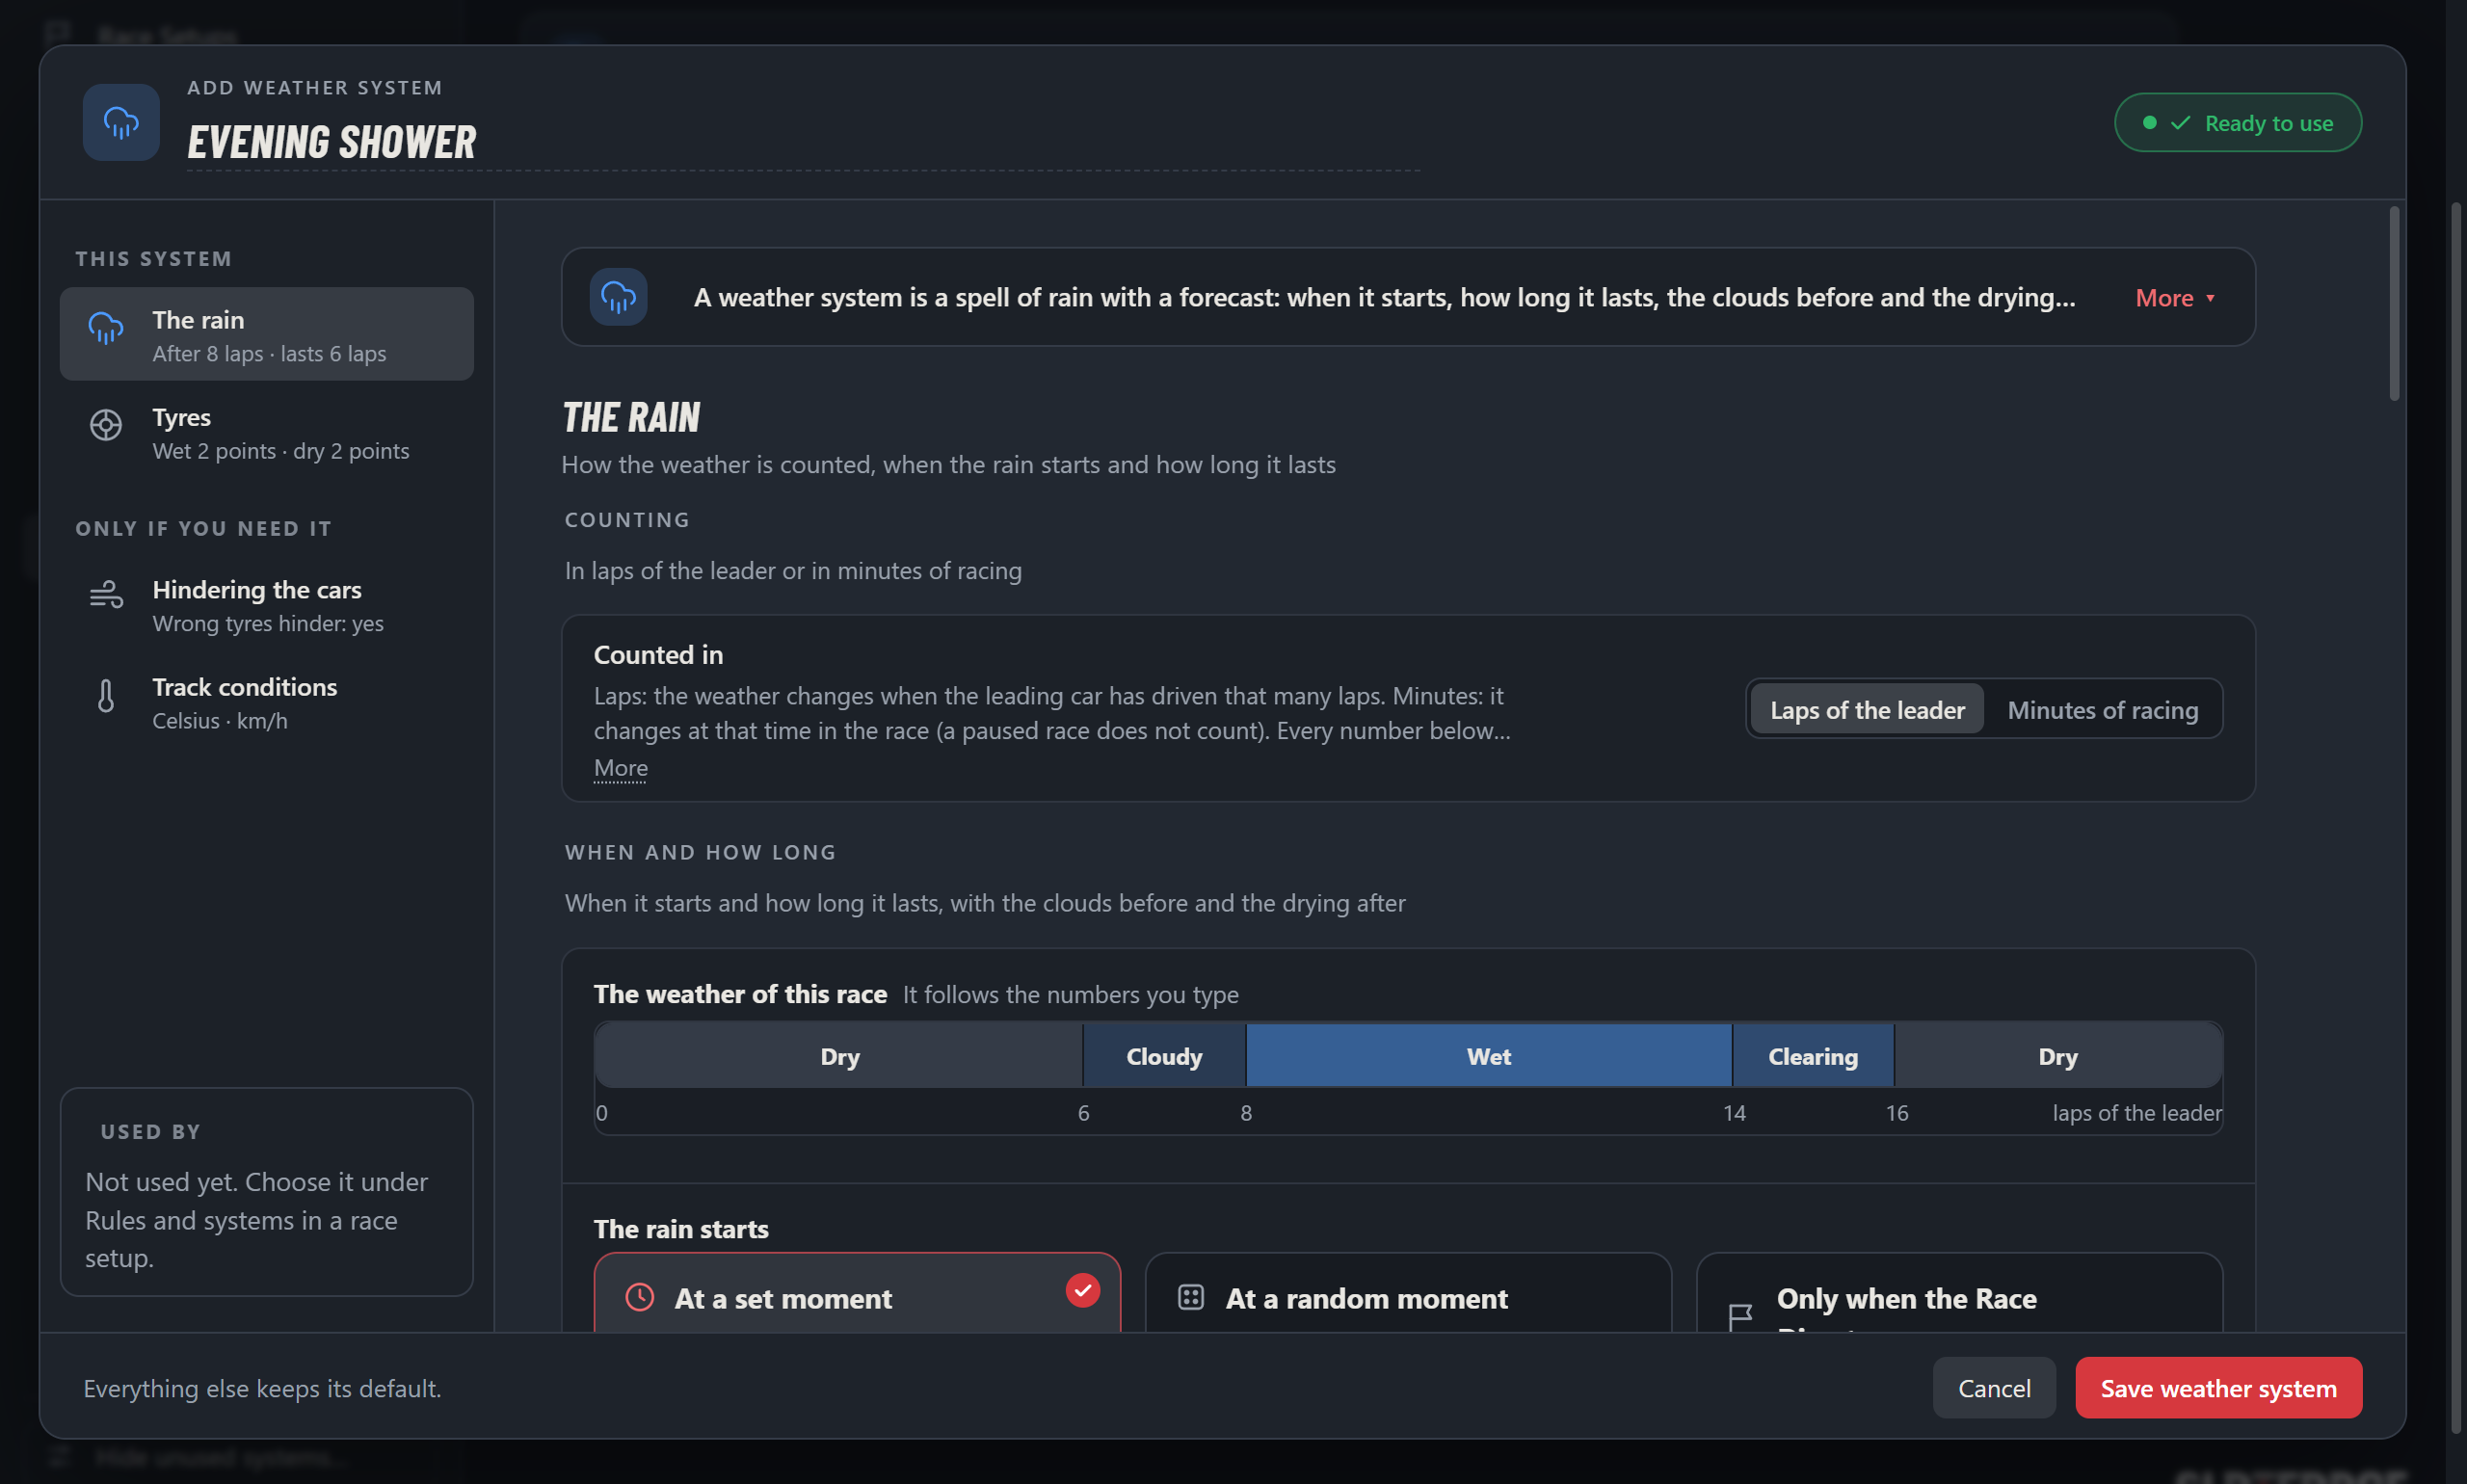 Race Setups
ADD WEATHER SYSTEM
EVENING SHOWER
Ready to use
THIS SYSTEM
The rain
After 8 laps · lasts 6 laps
Tyres
Wet 2 points · dry 2 points
ONLY IF YOU NEED IT
Hindering the cars
Wrong tyres hinder: yes
Track conditions
Celsius · km/h
USED BY
Not used yet. Choose it under
Rules and systems in a race
setup.
A weather system is a spell of rain with a forecast: when it starts, how long it lasts, the clouds before and the drying...
More
THE RAIN
How the weather is counted, when the rain starts and how long it lasts
COUNTING
In laps of the leader or in minutes of racing
Counted in
Laps: the weather changes when the leading car has driven that many laps. Minutes: it
changes at that time in the race (a paused race does not count). Every number below...
More
Laps of the leader
Minutes of racing
WHEN AND HOW LONG
When it starts and how long it lasts, with the clouds before and the drying after
The weather of this race It follows the numbers you type
Dry Cloudy Wet Clearing Dry
0 6 8 14 16 laps of the leader
The rain starts
At a set moment
At a random moment
Only when the Race
Everything else keeps its default.
Cancel
Save weather system
Hide unused systems...